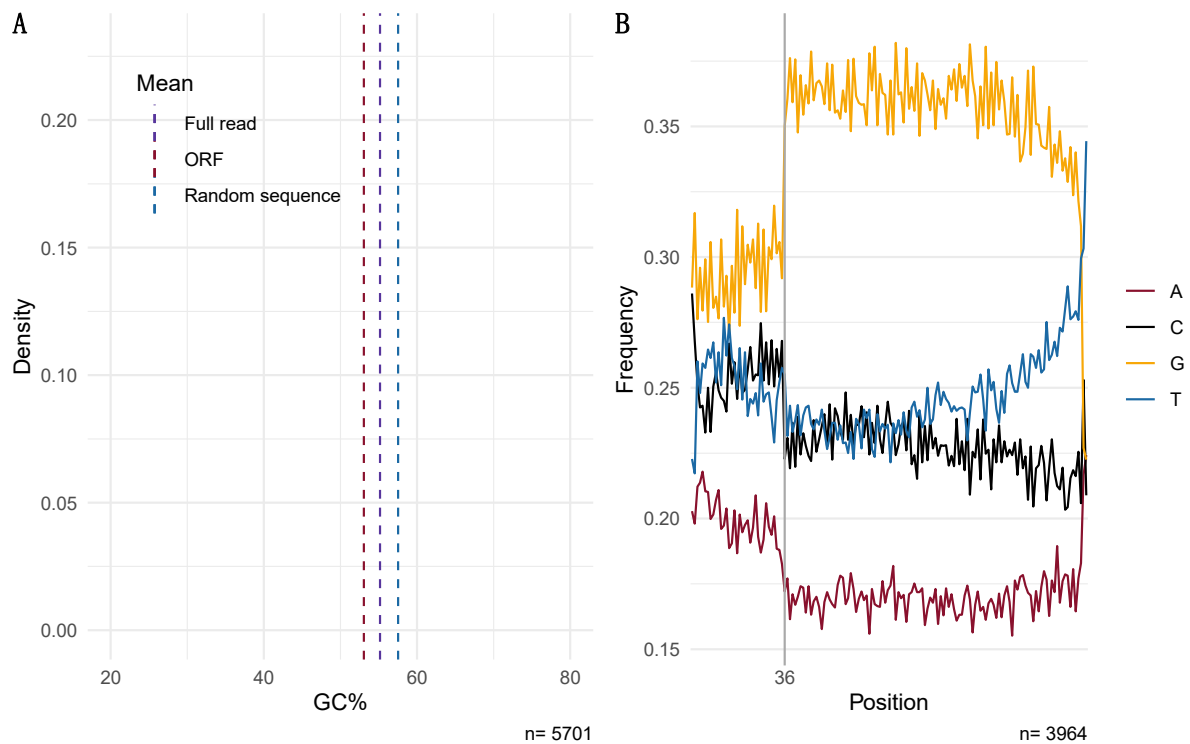 A
Mean
Full read
ORF
Random sequence
0.20
0.15
0.10
0.05
0.00
Density
20 40 60 80
GC%
n= 5701
B
0.35
0.30
0.25
0.20
0.15
Frequency
36
Position
n= 3964
A
C
G
T